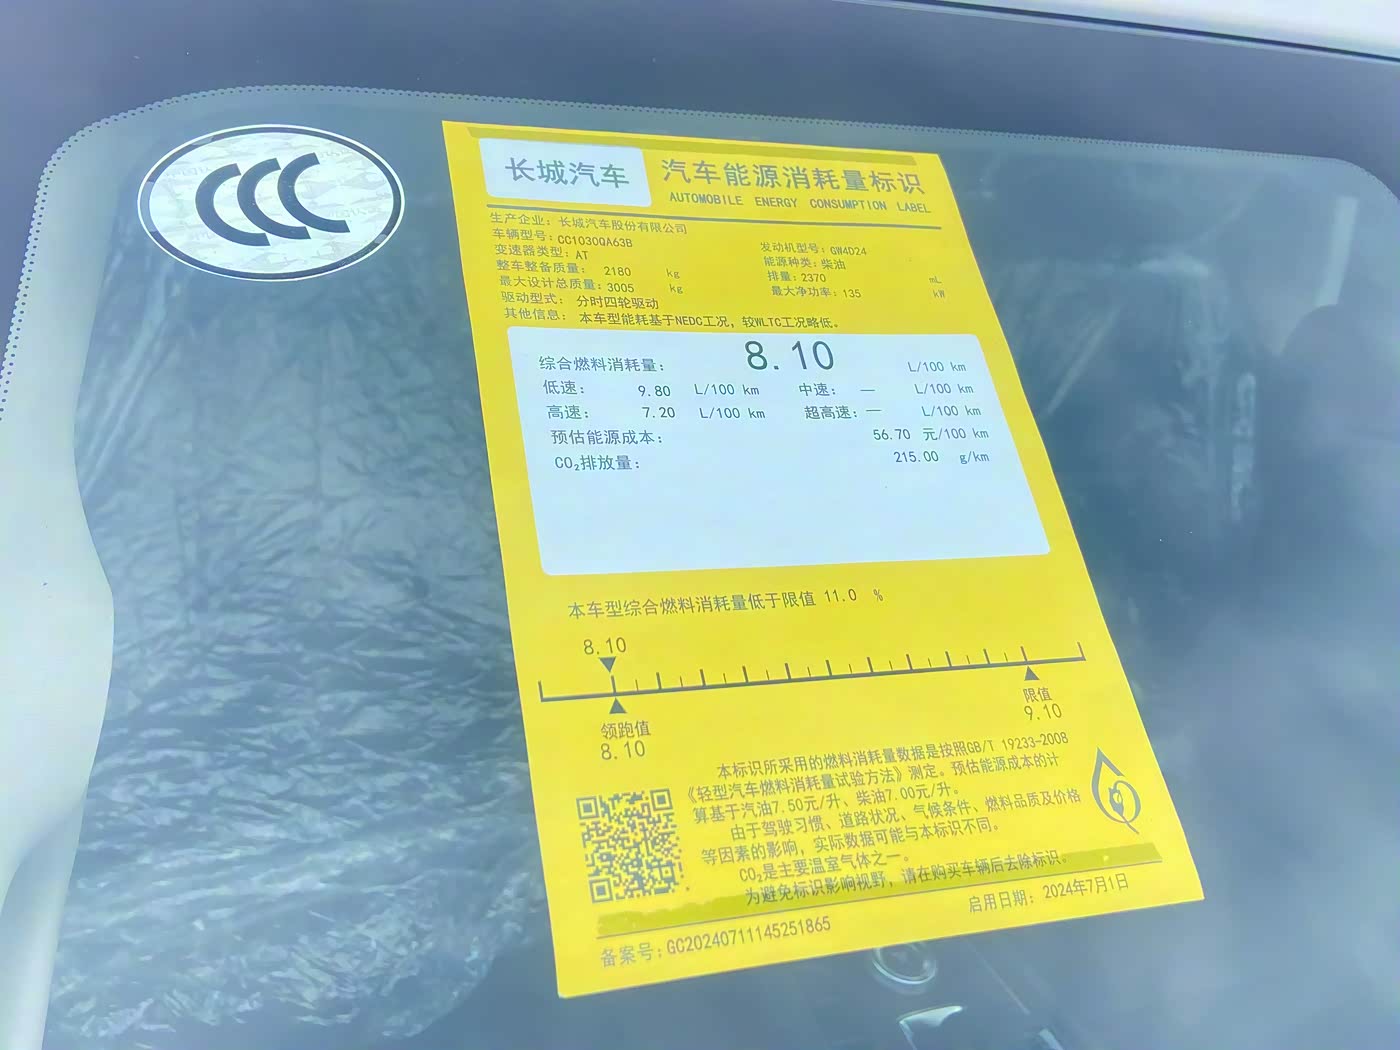 CCC
长城汽车
汽车能源消耗量标识
AUTOMOBILE ENERGY CONSUMPTION LABEL
生产企业：长城汽车股份有限公司
车辆型号：CC1030QA63B
发动机型号：GW4D24
变速器类型：AT
能源种类：柴油
整车整备质量： 2180 kg
排量：2370 mL
最大设计总质量：3005 kg
最大净功率：135 kW
驱动型式： 分时四轮驱动
其他信息： 本车型能耗基于NEDC工况，较WLTC工况略低。
综合燃料消耗量： 8.10 L/100 km
低速： 9.80 L/100 km 中速： — L/100 km
高速： 7.20 L/100 km 超高速：— L/100 km
预估能源成本： 56.70 元/100 km
CO₂排放量： 215.00 g/km
本车型综合燃料消耗量低于限值 11.0 %
8.10
领跑值
8.10
限值
9.10
本标识所采用的燃料消耗量数据是按照GB/T 19233-2008
《轻型汽车燃料消耗量试验方法》测定。预估能源成本的计
算基于汽油7.50元/升、柴油7.00元/升。
由于驾驶习惯、道路状况、气候条件、燃料品质及价格
等因素的影响，实际数据可能与本标识不同。
CO₂是主要温室气体之一。
为避免标识影响视野，请在购买车辆后去除标识。
备案号：GC20240711145251865
启用日期：2024年7月1日